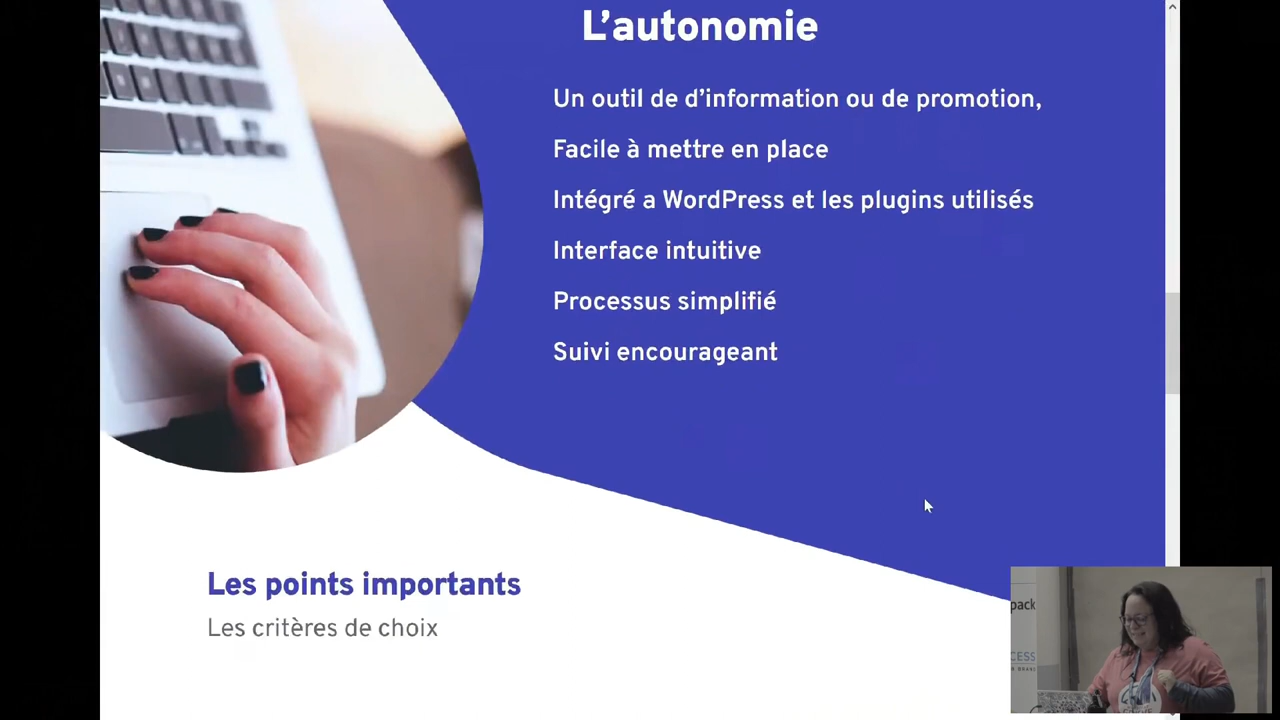 L'autonomie
Un outil de d'information ou de promotion,
Facile à mettre en place
Intégré a WordPress et les plugins utilisés
Interface intuitive
Processus simplifié
Suivi encourageant
Les points importants
Les critères de choix
pack
CESS